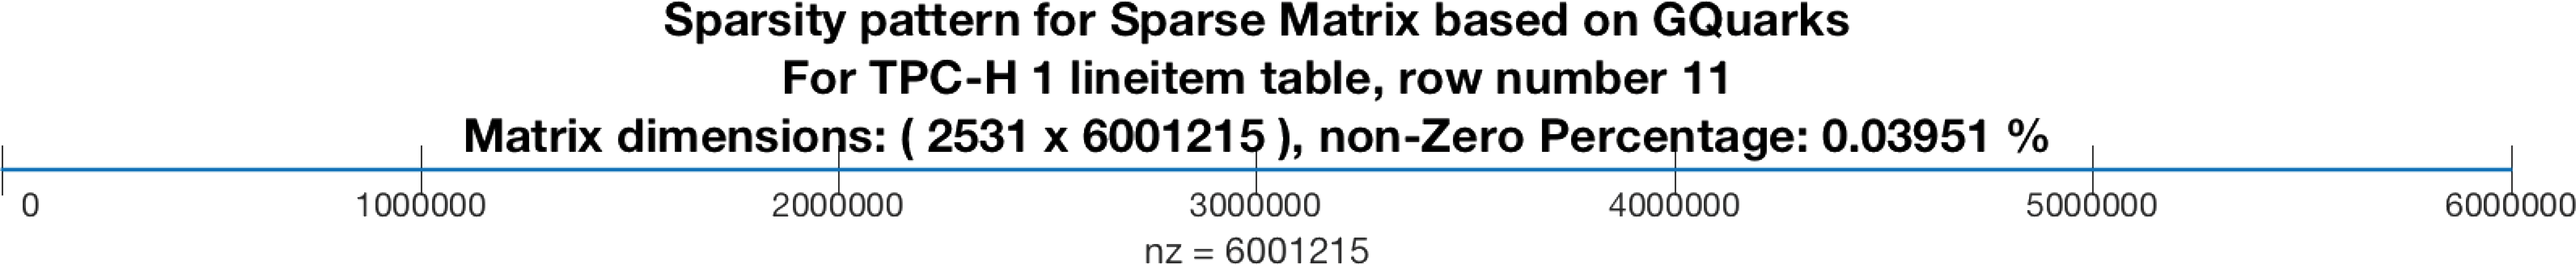 Sparsity pattern for Sparse Matrix based on GQuarks
For TPC-H 1 lineitem table, row number 11
Matrix dimensions: ( 2531 x 6001215 ), non-Zero Percentage: 0.03951 %
0 1000000 2000000 3000000 4000000 5000000 6000000
nz = 6001215